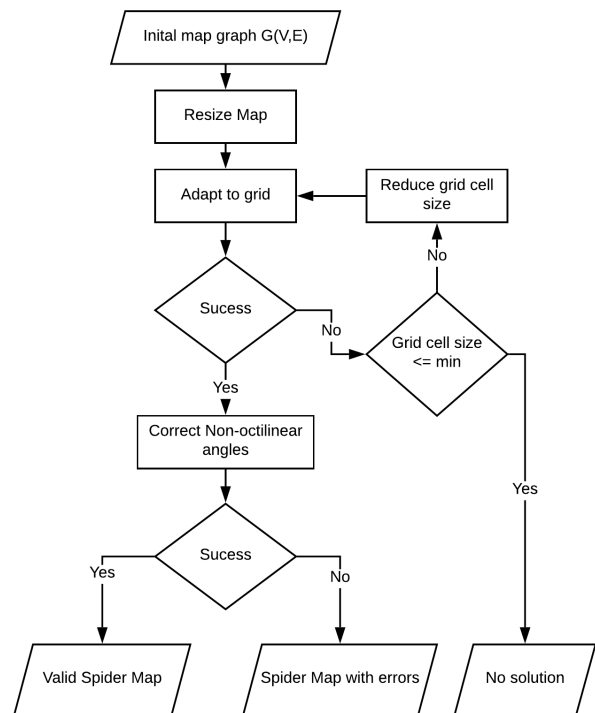 Inital map graph G(V,E)
Resize Map
Adapt to grid
Reduce grid cell
size
No
Sucess
No
Grid cell size
<= min
Yes
Correct Non-octilinear
angles
Yes
Sucess
Yes
No
Valid Spider Map
Spider Map with errors
No solution